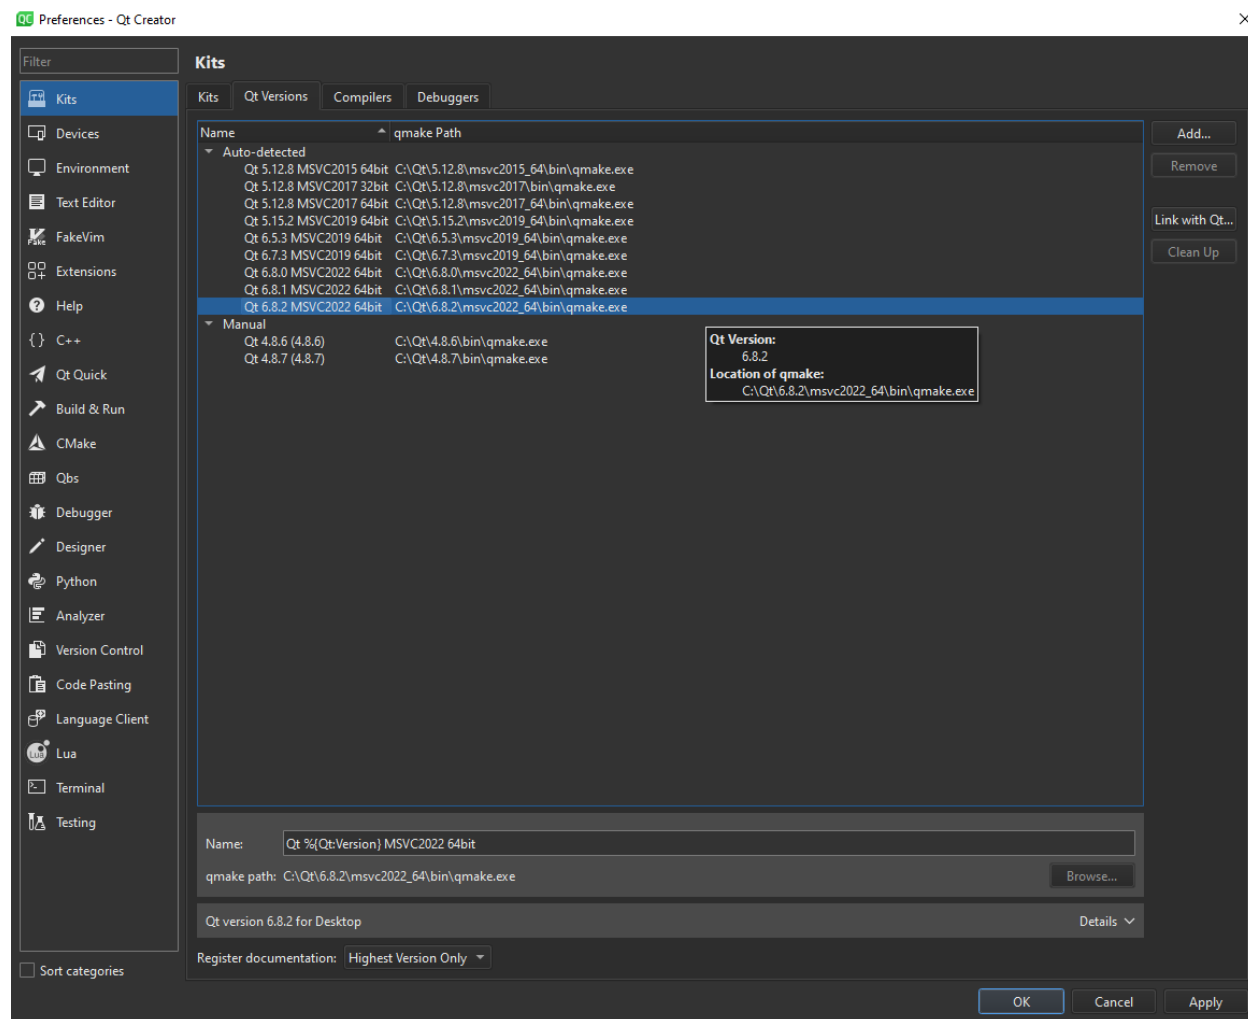 QC Preferences - Qt Creator
Filter
Kits
Devices
Environment
Text Editor
FakeVim
Extensions
Help
C++
Qt Quick
Build & Run
CMake
Qbs
Debugger
Designer
Python
Analyzer
Version Control
Code Pasting
Language Client
Lua
Terminal
Testing
Sort categories
Kits
Kits Qt Versions Compilers Debuggers
Name qmake Path
Auto-detected
Qt 5.12.8 MSVC2015 64bit C:\Qt\5.12.8\msvc2015_64\bin\qmake.exe
Qt 5.12.8 MSVC2017 32bit C:\Qt\5.12.8\msvc2017\bin\qmake.exe
Qt 5.12.8 MSVC2017 64bit C:\Qt\5.12.8\msvc2017_64\bin\qmake.exe
Qt 5.15.2 MSVC2019 64bit C:\Qt\5.15.2\msvc2019_64\bin\qmake.exe
Qt 6.5.3 MSVC2019 64bit C:\Qt\6.5.3\msvc2019_64\bin\qmake.exe
Qt 6.7.3 MSVC2019 64bit C:\Qt\6.7.3\msvc2019_64\bin\qmake.exe
Qt 6.8.0 MSVC2022 64bit C:\Qt\6.8.0\msvc2022_64\bin\qmake.exe
Qt 6.8.1 MSVC2022 64bit C:\Qt\6.8.1\msvc2022_64\bin\qmake.exe
Qt 6.8.2 MSVC2022 64bit C:\Qt\6.8.2\msvc2022_64\bin\qmake.exe
Manual
Qt 4.8.6 (4.8.6) C:\Qt\4.8.6\bin\qmake.exe
Qt 4.8.7 (4.8.7) C:\Qt\4.8.7\bin\qmake.exe
Qt Version:
6.8.2
Location of qmake:
C:\Qt\6.8.2\msvc2022_64\bin\qmake.exe
Add...
Remove
Link with Qt...
Clean Up
Name: Qt %{Qt:Version} MSVC2022 64bit
qmake path: C:\Qt\6.8.2\msvc2022_64\bin\qmake.exe Browse...
Qt version 6.8.2 for Desktop Details
Register documentation: Highest Version Only
OK Cancel Apply